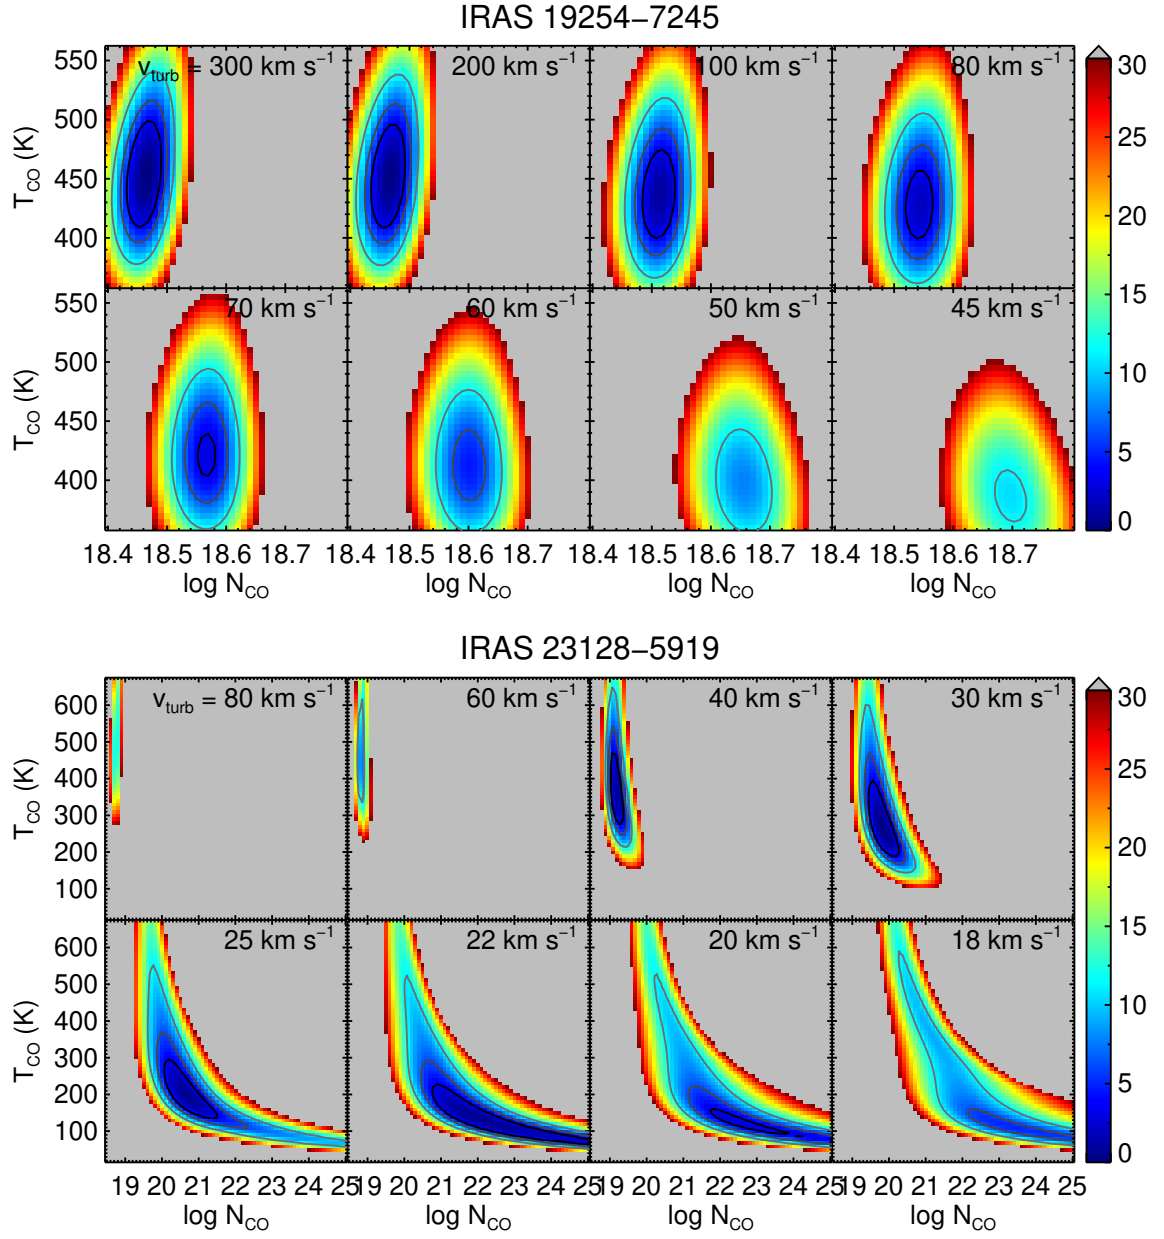 IRAS 19254−7245
v_turb = 300 km s⁻¹
200 km s⁻¹
100 km s⁻¹
80 km s⁻¹
550
500
450
400
T_CO (K)
70 km s⁻¹
60 km s⁻¹
50 km s⁻¹
45 km s⁻¹
550
500
450
400
T_CO (K)
18.4 18.5 18.6 18.7
18.4 18.5 18.6 18.7
18.4 18.5 18.6 18.7
18.4 18.5 18.6 18.7
log N_CO
log N_CO
log N_CO
log N_CO
30
25
20
15
10
5
0
IRAS 23128−5919
v_turb = 80 km s⁻¹
60 km s⁻¹
40 km s⁻¹
30 km s⁻¹
600
500
400
300
200
100
T_CO (K)
25 km s⁻¹
22 km s⁻¹
20 km s⁻¹
18 km s⁻¹
600
500
400
300
200
100
T_CO (K)
19 20 21 22 23 24 25
19 20 21 22 23 24 25
19 20 21 22 23 24 25
19 20 21 22 23 24 25
log N_CO
log N_CO
log N_CO
log N_CO
30
25
20
15
10
5
0